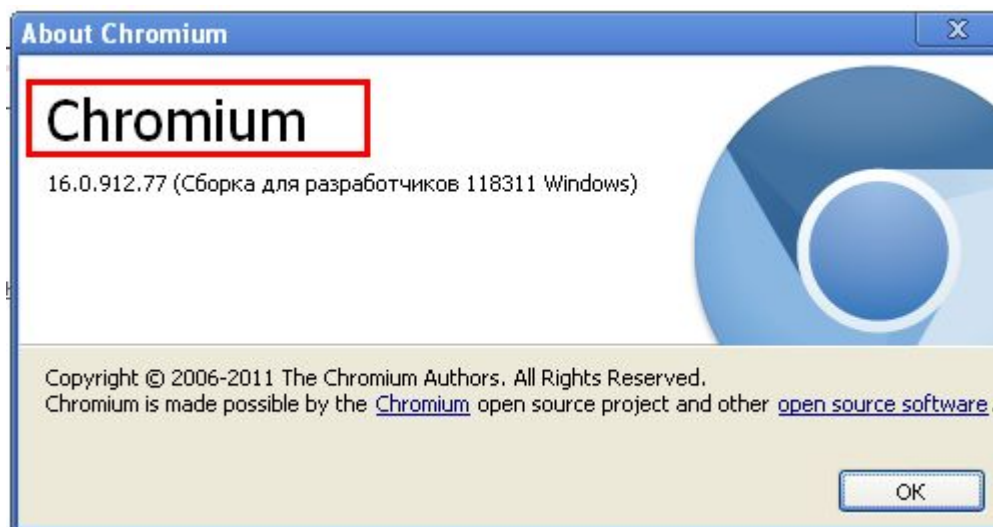 About Chromium
Chromium
16.0.912.77 (Сборка для разработчиков 118311 Windows)
Copyright © 2006-2011 The Chromium Authors. All Rights Reserved.
Chromium is made possible by the Chromium open source project and other open source software.
OK